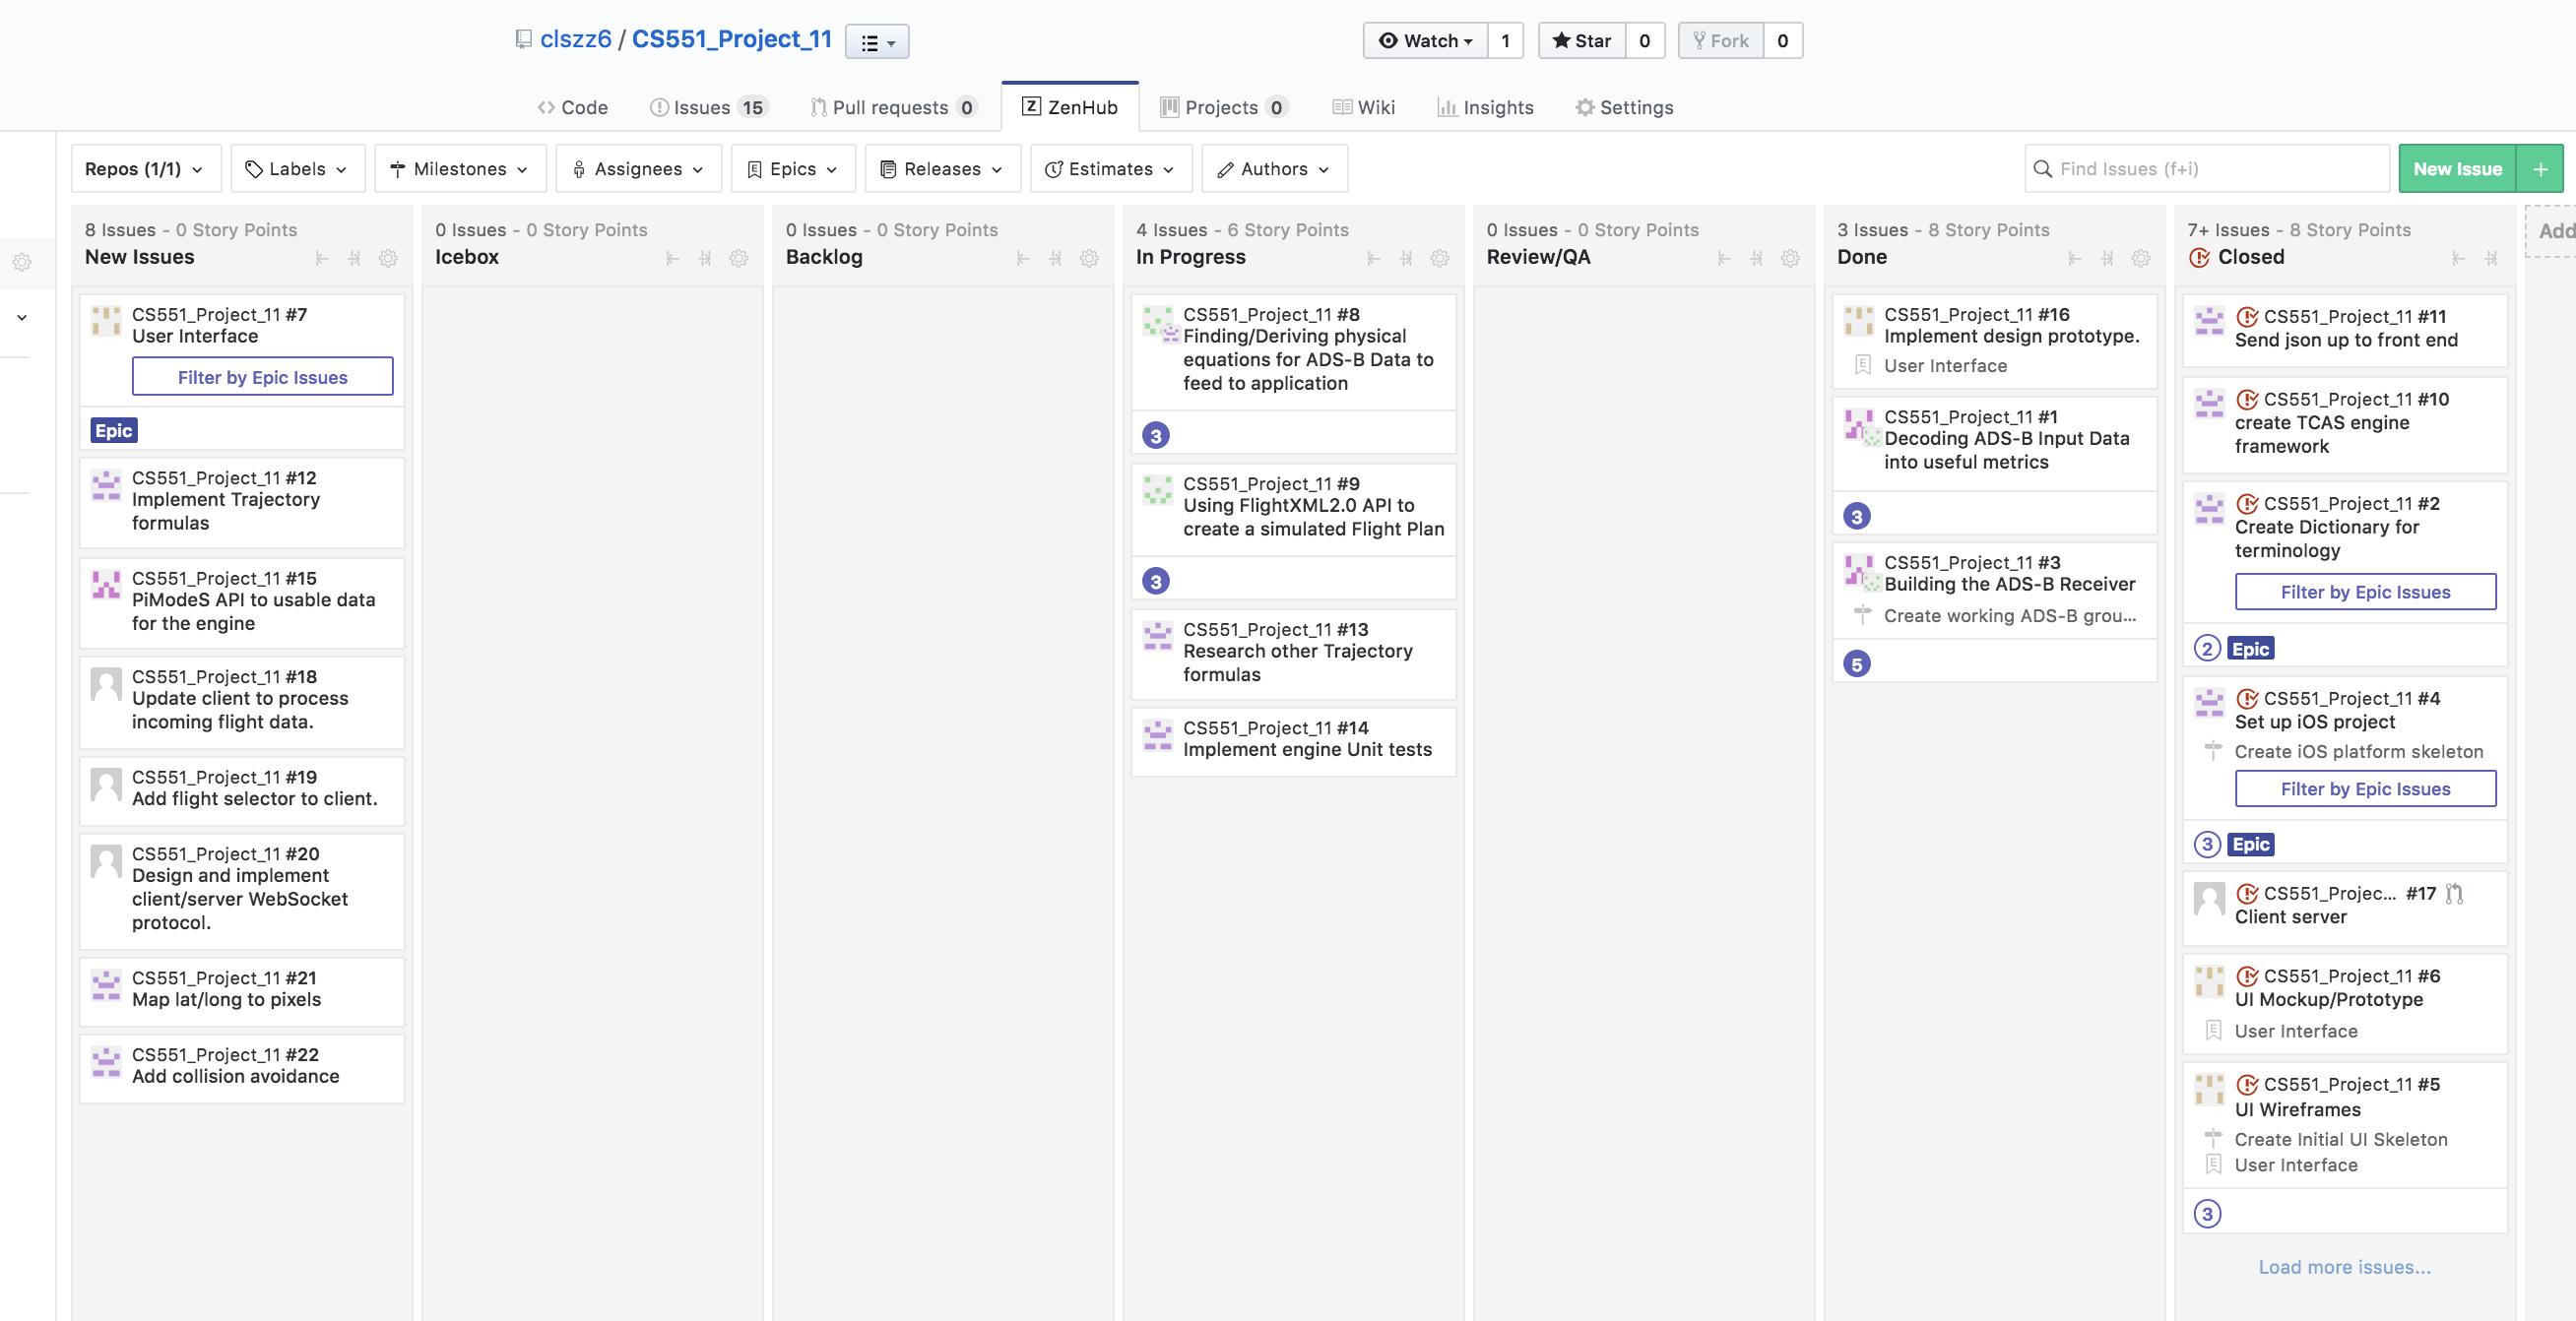 clszz6 / CS551_Project_11
Watch 1 Star 0 Fork 0
Code Issues 15 Pull requests 0 ZenHub Projects 0 Wiki Insights Settings
Repos (1/1) Labels Milestones Assignees Epics Releases Estimates Authors Find Issues (f+i) New Issue +
8 Issues - 0 Story Points
New Issues
CS551_Project_11 #7
User Interface
Filter by Epic Issues
Epic
CS551_Project_11 #12
Implement Trajectory
formulas
CS551_Project_11 #15
PiModeS API to usable data
for the engine
CS551_Project_11 #18
Update client to process
incoming flight data.
CS551_Project_11 #19
Add flight selector to client.
CS551_Project_11 #20
Design and implement
client/server WebSocket
protocol.
CS551_Project_11 #21
Map lat/long to pixels
CS551_Project_11 #22
Add collision avoidance
0 Issues - 0 Story Points
Icebox
0 Issues - 0 Story Points
Backlog
4 Issues - 6 Story Points
In Progress
CS551_Project_11 #8
Finding/Deriving physical
equations for ADS-B Data to
feed to application
3
CS551_Project_11 #9
Using FlightXML2.0 API to
create a simulated Flight Plan
3
CS551_Project_11 #13
Research other Trajectory
formulas
CS551_Project_11 #14
Implement engine Unit tests
0 Issues - 0 Story Points
Review/QA
3 Issues - 8 Story Points
Done
CS551_Project_11 #16
Implement design prototype.
User Interface
CS551_Project_11 #1
Decoding ADS-B Input Data
into useful metrics
3
CS551_Project_11 #3
Building the ADS-B Receiver
Create working ADS-B grou...
5
7+ Issues - 8 Story Points
Closed
CS551_Project_11 #11
Send json up to front end
CS551_Project_11 #10
create TCAS engine
framework
CS551_Project_11 #2
Create Dictionary for
terminology
Filter by Epic Issues
2 Epic
CS551_Project_11 #4
Set up iOS project
Create iOS platform skeleton
Filter by Epic Issues
3 Epic
CS551_Projec... #17
Client server
CS551_Project_11 #6
UI Mockup/Prototype
User Interface
CS551_Project_11 #5
UI Wireframes
Create Initial UI Skeleton
User Interface
3
Load more issues...
Add